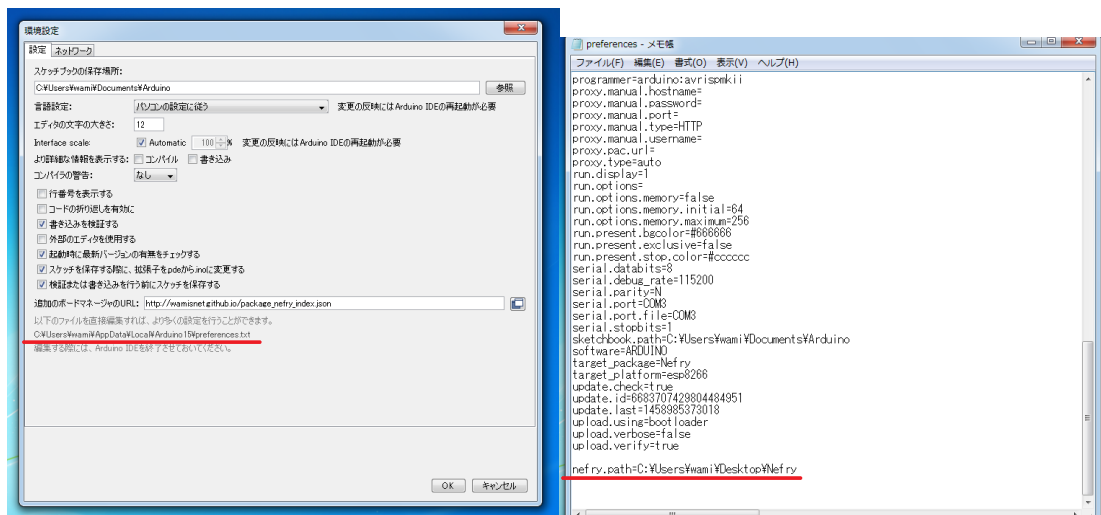 環境設定
設定 ネットワーク
スケッチブックの保存場所:
C:¥Users¥wami¥Documents¥Arduino 参照
言語設定: パソコンの設定に従う 変更の反映には Arduino IDEの再起動が必要
エディタの文字の大きさ: 12
Interface scale: Automatic 100 % 変更の反映には Arduino IDEの再起動が必要
より詳細な情報を表示する: コンパイル 書き込み
コンパイラの警告: なし
行番号を表示する
コードの折り返しを有効に
書き込みを検証する
外部のエディタを使用する
起動時に最新バージョンの有無をチェックする
スケッチを保存する際に、拡張子をpdeから.inoに変更する
検証または書き込みを行う前にスケッチを保存する
追加のボードマネージャのURL: http://wamisnet.github.io/package_nefry_index.json
以下のファイルを直接編集すれば、より多くの設定を行うことができます。
C:¥Users¥wami¥AppData¥Local¥Arduino15¥preferences.txt
編集する際には、Arduino IDEを終了させておいてください。
OK キャンセル
preferences - メモ帳
ファイル(F) 編集(E) 書式(O) 表示(V) ヘルプ(H)
programmer=arduino:avrispmkii
proxy.manual.hostname=
proxy.manual.password=
proxy.manual.port=
proxy.manual.type=HTTP
proxy.manual.username=
proxy.pac.url=
proxy.type=auto
run.display=1
run.options=
run.options.memory=false
run.options.memory.initial=64
run.options.memory.maximum=256
run.present.bgcolor=#666666
run.present.exclusive=false
run.present.stop.color=#cccccc
serial.databits=8
serial.debug_rate=115200
serial.parity=N
serial.port=COM3
serial.port.file=COM3
serial.stopbits=1
sketchbook.path=C:¥Users¥wami¥Documents¥Arduino
software=ARDUINO
target_package=Nefry
target_platform=esp8266
update.check=true
update.id=6683707429804484951
update.last=1458985373018
upload.using=bootloader
upload.verbose=false
upload.verify=true
nefry.path=C:¥Users¥wami¥Desktop¥Nefry